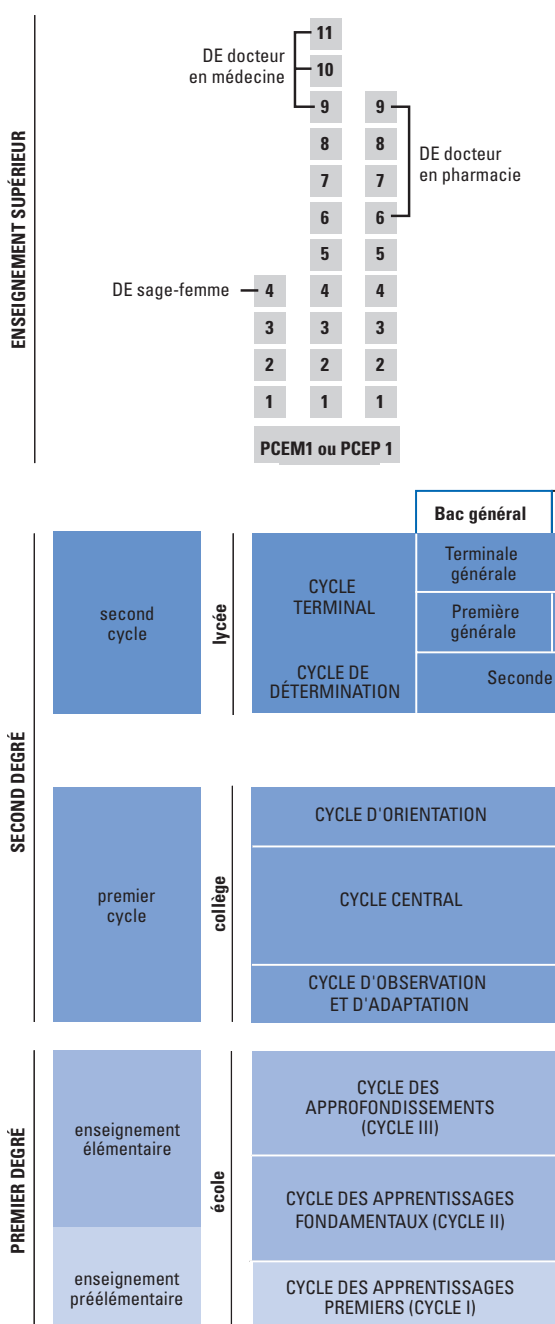 ENSEIGNEMENT SUPÉRIEUR
11
DE docteur
en médecine
10
9 9
8 8
DE docteur
en pharmacie
7 7
6 6
5 5
DE sage-femme 4 4 4
3 3 3
2 2 2
1 1 1
PCEM1 ou PCEP 1
SECOND DEGRÉ
Bac général
second
cycle
lycée
CYCLE
TERMINAL
Terminale
générale
Première
générale
CYCLE DE
DÉTERMINATION
Seconde
premier
cycle
collège
CYCLE D'ORIENTATION
CYCLE CENTRAL
CYCLE D'OBSERVATION
ET D'ADAPTATION
PREMIER DEGRÉ
enseignement
élémentaire
école
CYCLE DES
APPROFONDISSEMENTS
(CYCLE III)
CYCLE DES APPRENTISSAGES
FONDAMENTAUX (CYCLE II)
enseignement
préélémentaire
CYCLE DES APPRENTISSAGES
PREMIERS (CYCLE I)